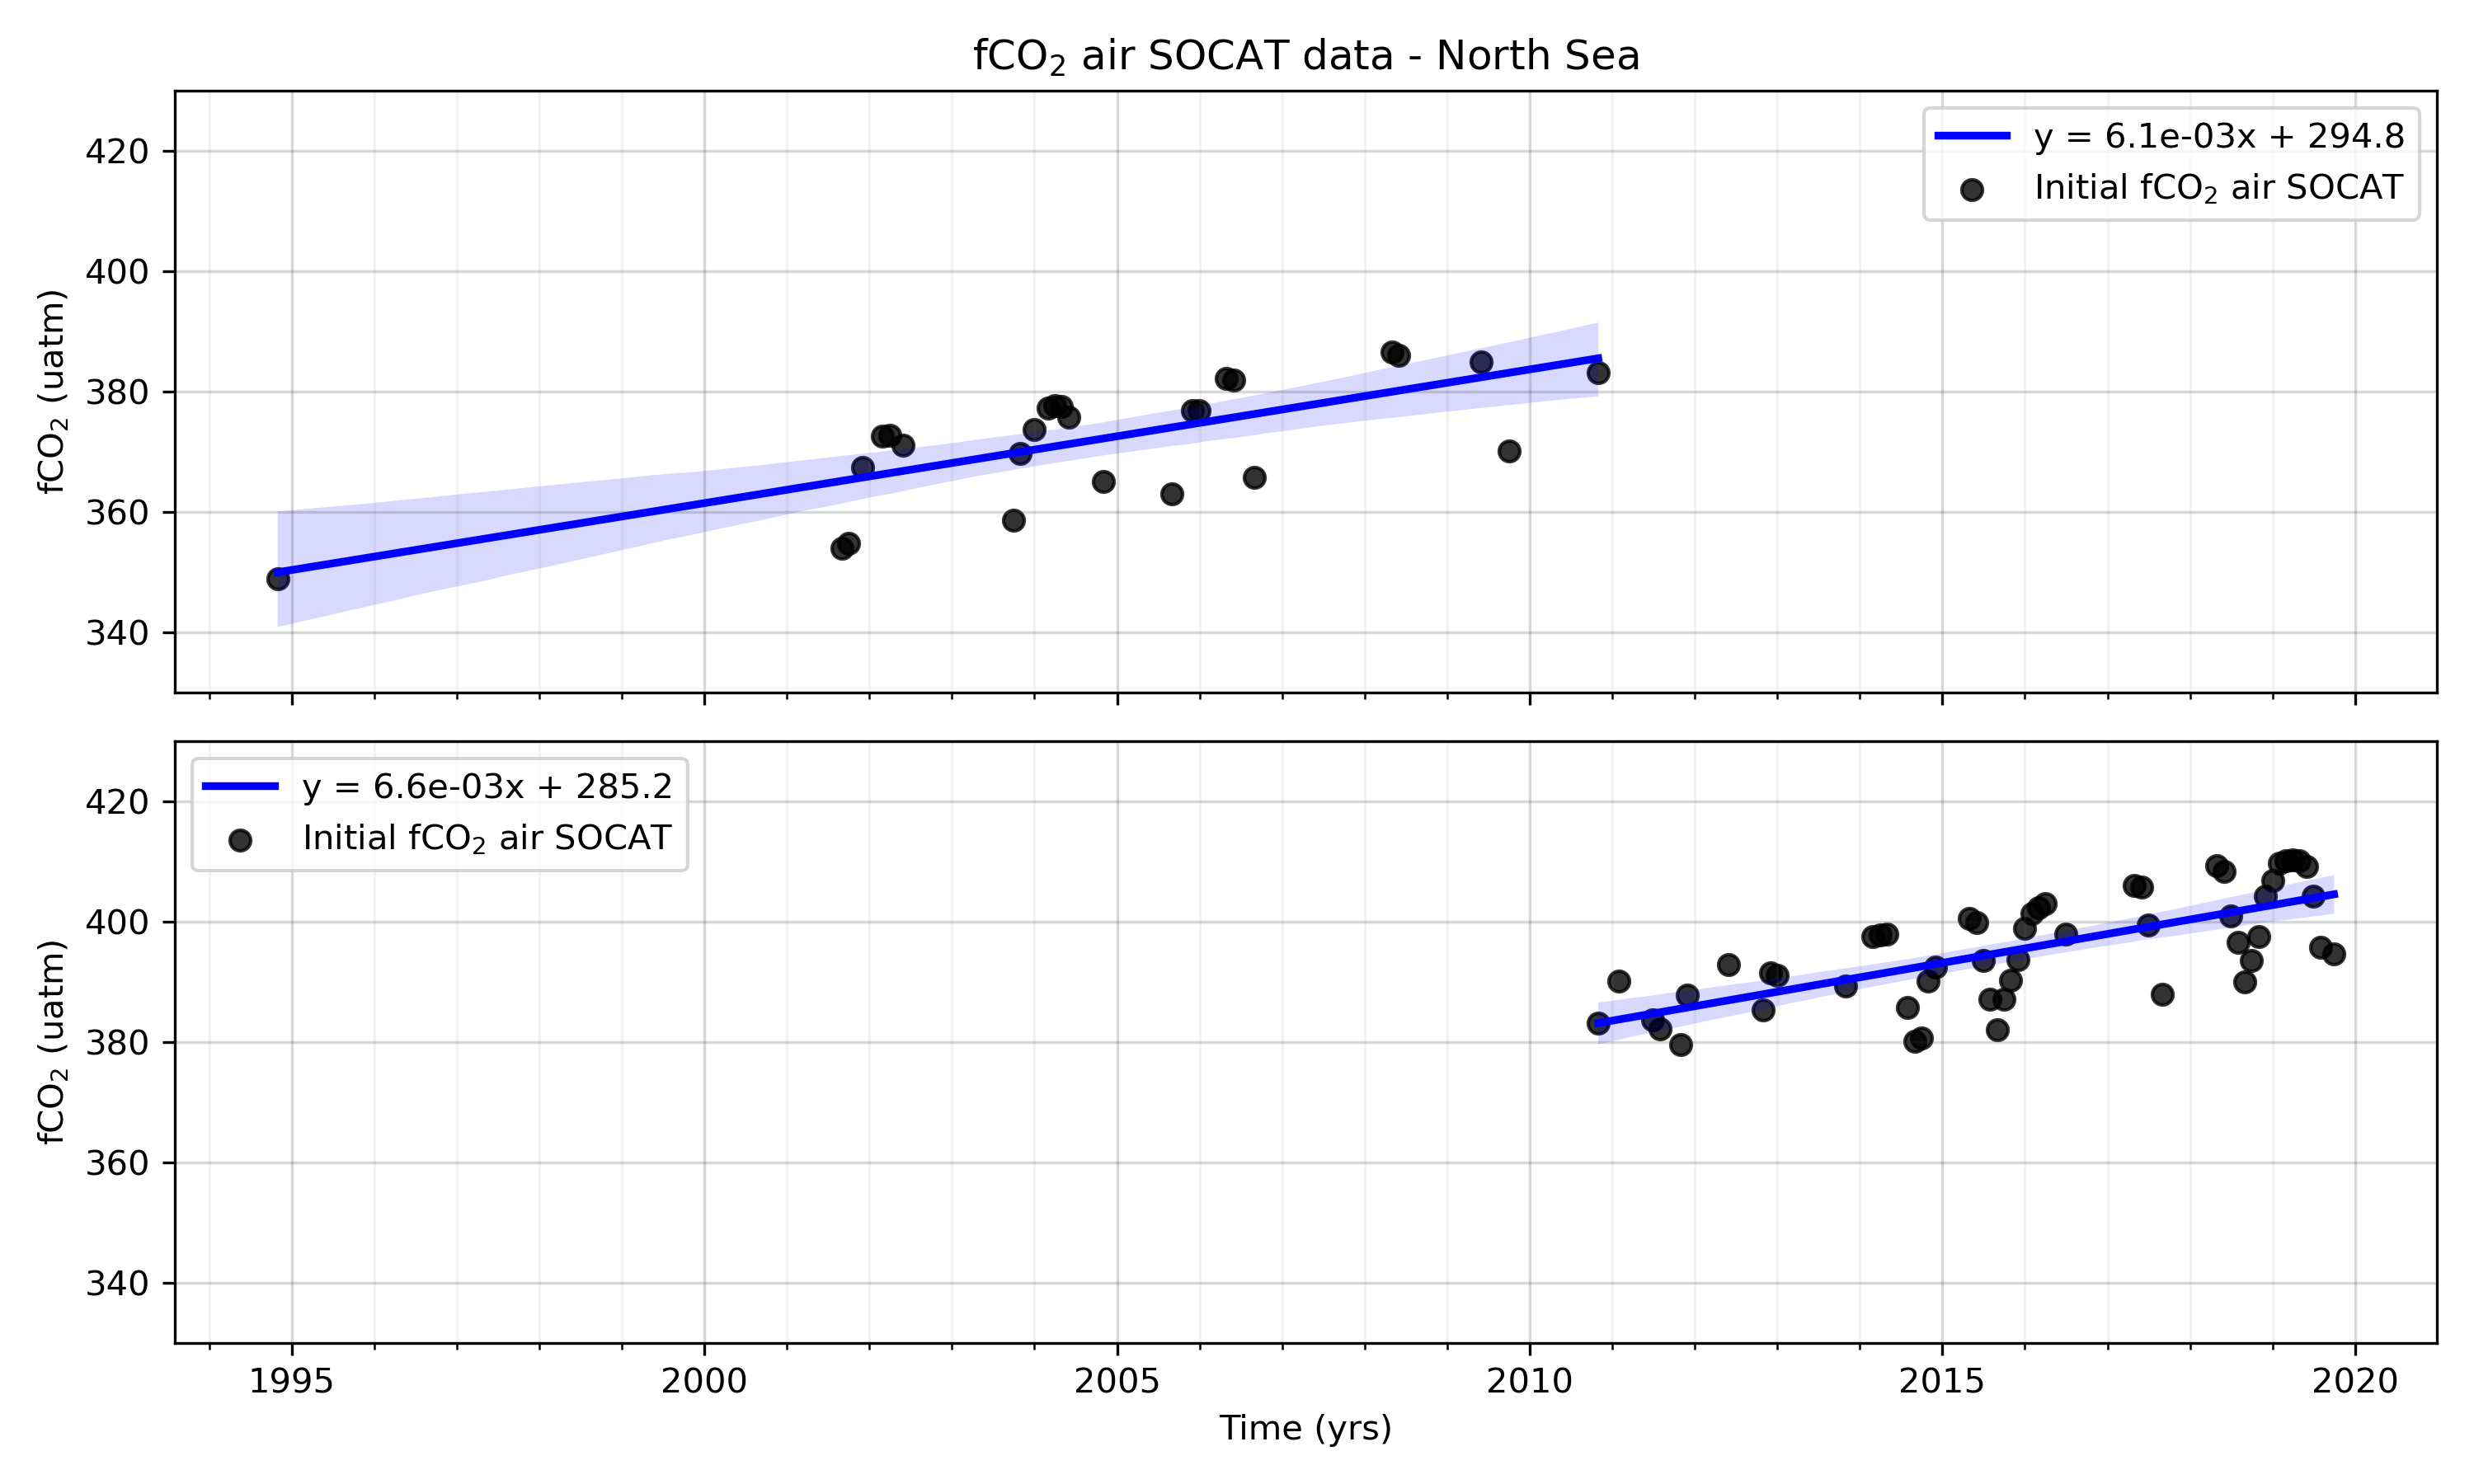 fCO₂ air SOCAT data - North Sea
420
400
380
360
340
fCO₂ (uatm)
y = 6.1e-03x + 294.8
Initial fCO₂ air SOCAT
420
400
380
360
340
fCO₂ (uatm)
y = 6.6e-03x + 285.2
Initial fCO₂ air SOCAT
1995 2000 2005 2010 2015 2020
Time (yrs)